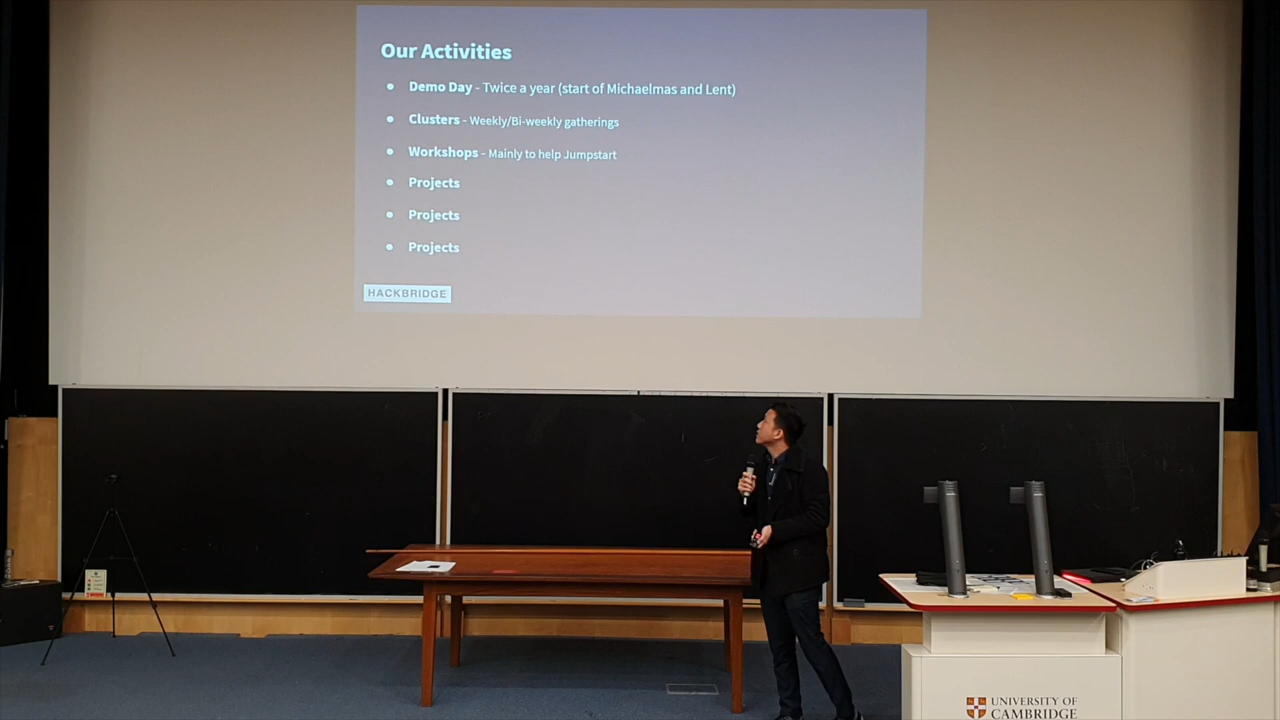 Our Activities
● Demo Day - Twice a year (start of Michaelmas and Lent)
● Clusters - Weekly/Bi-weekly gatherings
● Workshops - Mainly to help Jumpstart
● Projects
● Projects
● Projects
HACKBRIDGE
UNIVERSITY OF
CAMBRIDGE